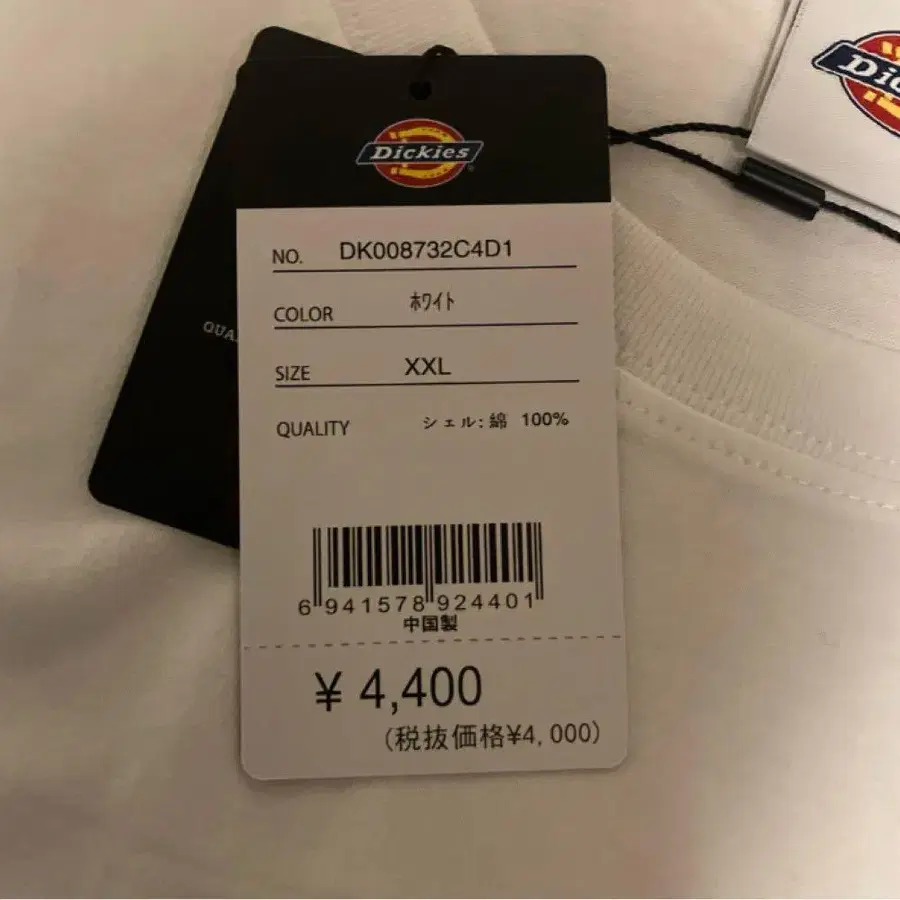 Dickies
NO. DK008732C4D1
COLOR ﾎワイト
SIZE XXL
QUALITY シェル: 綿 100%
6 941578 924401
中国製
¥ 4,400
(税抜価格¥4,000)